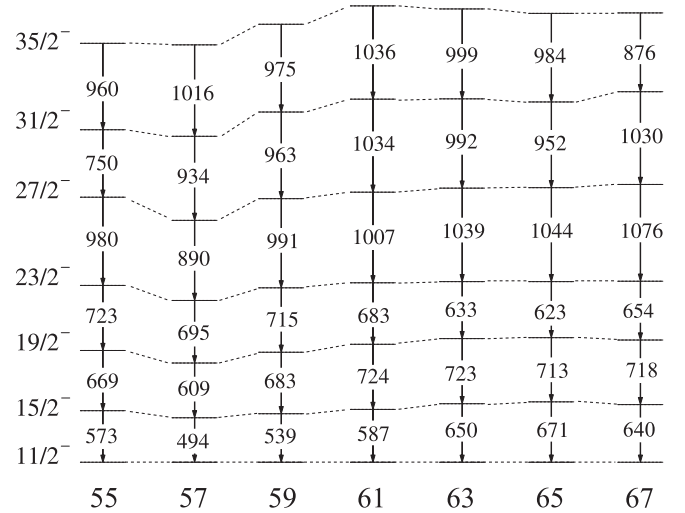 35/2⁻
960 1016 975 1036 999 984 876
31/2⁻
750 934 963 1034 992 952 1030
27/2⁻
980 890 991 1007 1039 1044 1076
23/2⁻
723 695 715 683 633 623 654
19/2⁻
669 609 683 724 723 713 718
15/2⁻
573 494 539 587 650 671 640
11/2⁻
55 57 59 61 63 65 67